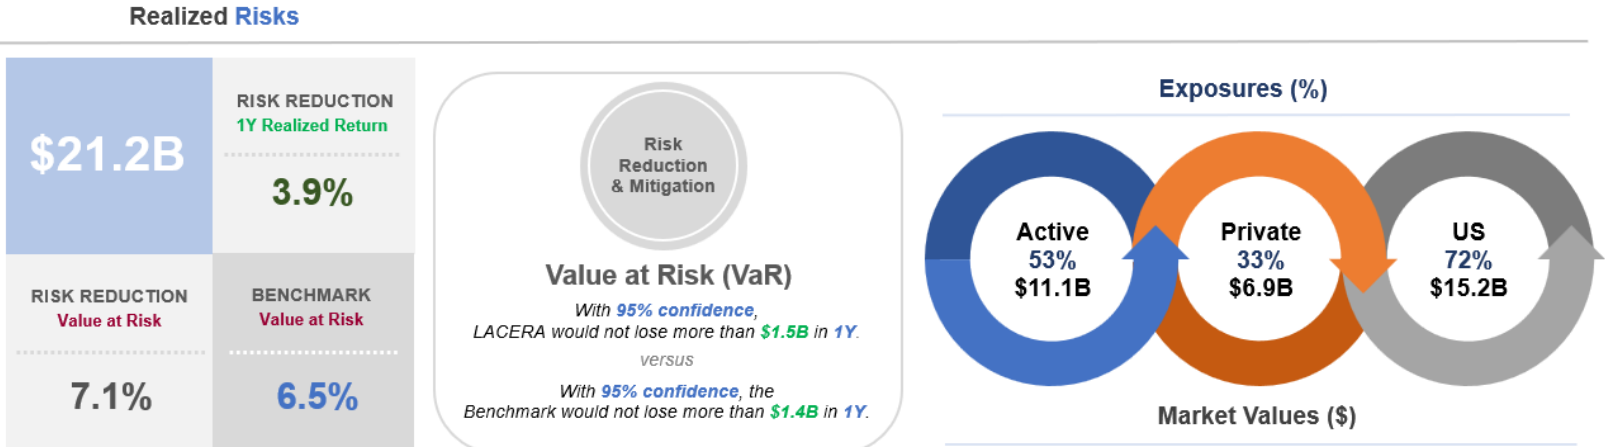 Realized Risks
$21.2B
RISK REDUCTION
1Y Realized Return
3.9%
RISK REDUCTION
Value at Risk
7.1%
BENCHMARK
Value at Risk
6.5%
Risk
Reduction
& Mitigation
Value at Risk (VaR)
With 95% confidence,
LACERA would not lose more than $1.5B in 1Y.
versus
With 95% confidence, the
Benchmark would not lose more than $1.4B in 1Y.
Exposures (%)
Active
53%
$11.1B
Private
33%
$6.9B
US
72%
$15.2B
Market Values ($)